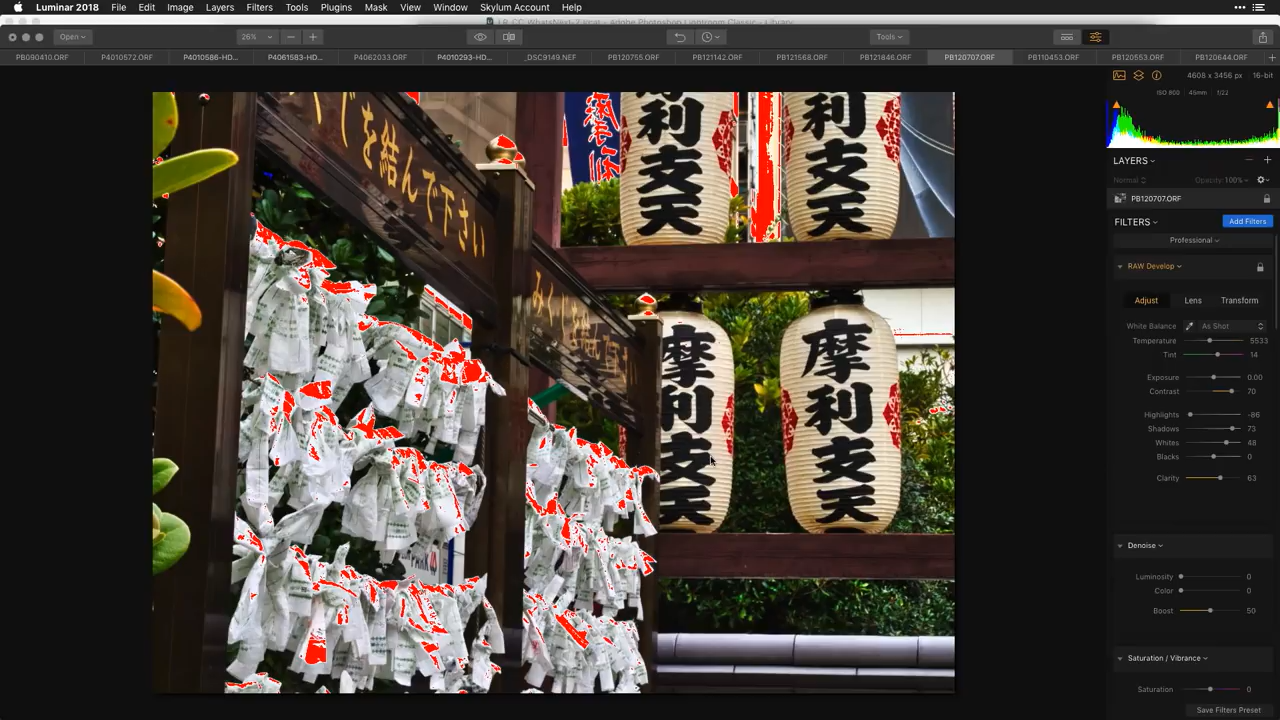 Luminar 2018 File Edit Image Layers Filters Tools Plugins Mask View Window Skylum Account Help
Open 26% Tools
PB090410.ORF P4010572.ORF P4010586-HD... P4061583-HD... P4062033.ORF P4010293-HD... _DSC9149.NEF PB120755.ORF PB121142.ORF PB121568.ORF PB121846.ORF PB120707.ORF PB110453.ORF PB120553.ORF PB120644.ORF
4608 x 3456 px 16-bit
ISO 800 45mm f/22
LAYERS
Normal Opacity: 100%
PB120707.ORF
FILTERS Add Filters
Professional
RAW Develop
Adjust Lens Transform
White Balance As Shot
Temperature 5533
Tint 14
Exposure 0.00
Contrast 70
Highlights -86
Shadows 73
Whites 48
Blacks 0
Clarity 63
Denoise
Luminosity 0
Color 0
Boost 50
Saturation / Vibrance
Saturation 0
Save Filters Preset
くじを結んで下さい
利支天
利支天
摩利支天
摩利支天